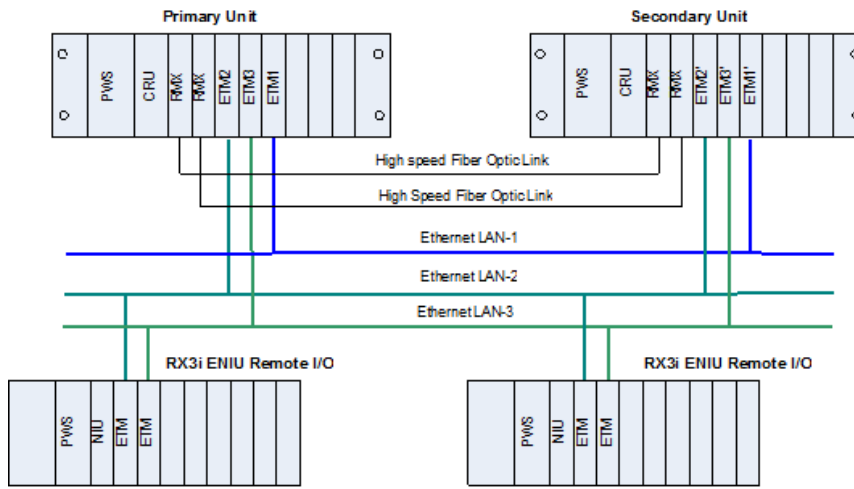 Primary Unit
Secondary Unit
PWS
CRU
RMX
RMX
ETM2
ETM3
ETM1
PWS
CRU
RMX
RMX
ETM2'
ETM3'
ETM1'
High speed Fiber Optic Link
High Speed Fiber Optic Link
Ethernet LAN-1
Ethernet LAN-2
Ethernet LAN-3
RX3i ENIU Remote I/O
RX3i ENIU Remote I/O
PWS
NIU
ETM
ETM
PWS
NIU
ETM
ETM